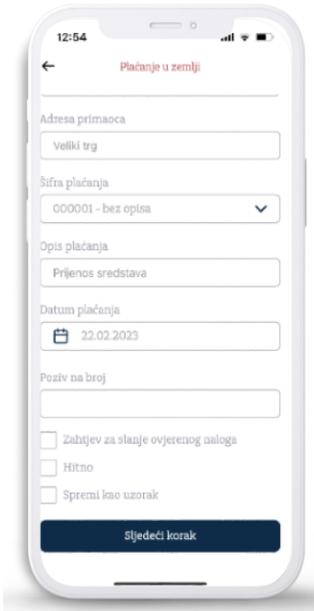 12:54
Plaćanje u zemlji
Adresa primaoca
Veliki trg
Šifra plaćanja
000001 - bez opisa
Opis plaćanja
Prijenos sredstava
Datum plaćanja
22.02.2023
Poziv na broj
Zahtjev za slanje ovjerenog naloga
Hitno
Spremi kao uzorak
Sljedeći korak